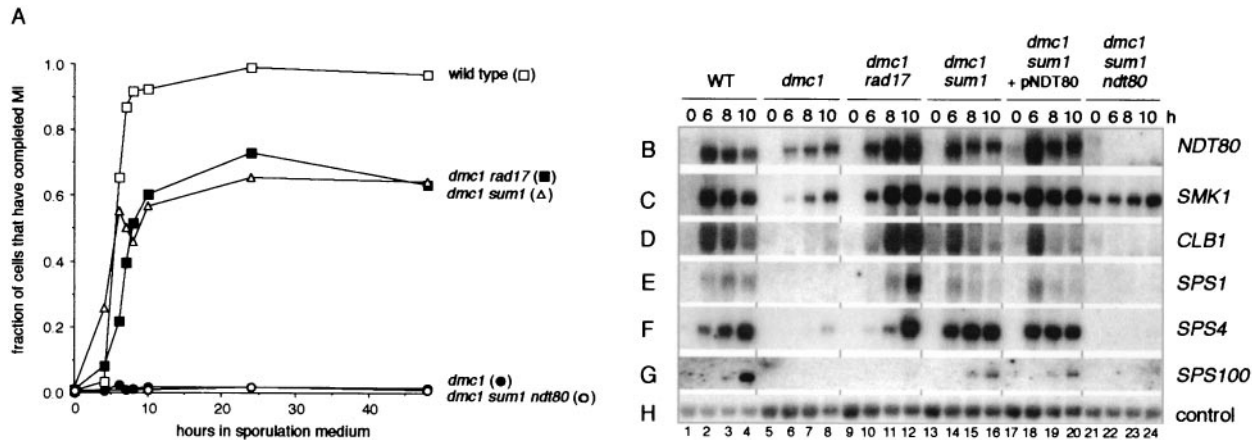 A
1.0
0.8
0.6
0.4
0.2
0.0
0 10 20 30 40
hours in sporulation medium
fraction of cells that have completed MI
wild type (□)
dmc1 rad17 (■)
dmc1 sum1 (△)
dmc1 (●)
dmc1 sum1 ndt80 (○)
WT
dmc1
dmc1
rad17
dmc1
sum1
dmc1
sum1
+ pNDT80
dmc1
sum1
ndt80
0 6 8 10 0 6 8 10 0 6 8 10 0 6 8 10 0 6 8 10 0 6 8 10 h
B NDT80
C SMK1
D CLB1
E SPS1
F SPS4
G SPS100
H control
1 2 3 4 5 6 7 8 9 10 11 12 13 14 15 16 17 18 19 20 21 22 23 24